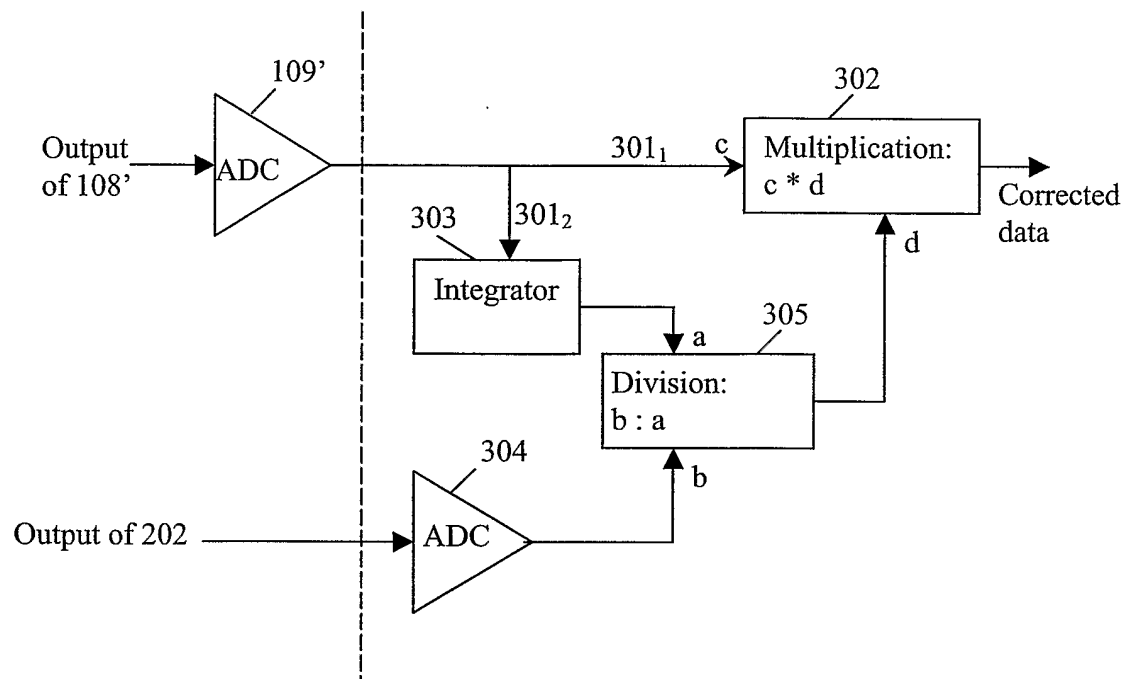 109’
302
Output
of 108’
ADC
301₁
c
Multiplication:
c * d
Corrected
data
303
301₂
d
Integrator
305
a
Division:
b : a
304
b
Output of 202
ADC